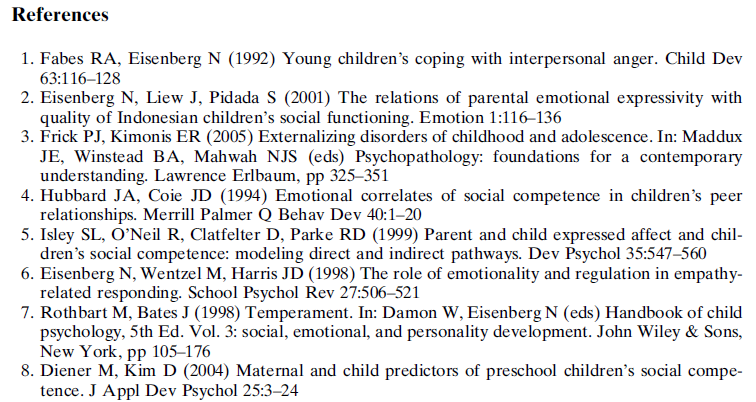 References
1. Fabes RA, Eisenberg N (1992) Young children's coping with interpersonal anger. Child Dev
63:116–128
2. Eisenberg N, Liew J, Pidada S (2001) The relations of parental emotional expressivity with
quality of Indonesian children's social functioning. Emotion 1:116–136
3. Frick PJ, Kimonis ER (2005) Externalizing disorders of childhood and adolescence. In: Maddux
JE, Winstead BA, Mahwah NJS (eds) Psychopathology: foundations for a contemporary
understanding. Lawrence Erlbaum, pp 325–351
4. Hubbard JA, Coie JD (1994) Emotional correlates of social competence in children's peer
relationships. Merrill Palmer Q Behav Dev 40:1–20
5. Isley SL, O'Neil R, Clatfelter D, Parke RD (1999) Parent and child expressed affect and chil-
dren's social competence: modeling direct and indirect pathways. Dev Psychol 35:547–560
6. Eisenberg N, Wentzel M, Harris JD (1998) The role of emotionality and regulation in empathy-
related responding. School Psychol Rev 27:506–521
7. Rothbart M, Bates J (1998) Temperament. In: Damon W, Eisenberg N (eds) Handbook of child
psychology, 5th Ed. Vol. 3: social, emotional, and personality development. John Wiley & Sons,
New York, pp 105–176
8. Diener M, Kim D (2004) Maternal and child predictors of preschool children's social compe-
tence. J Appl Dev Psychol 25:3–24